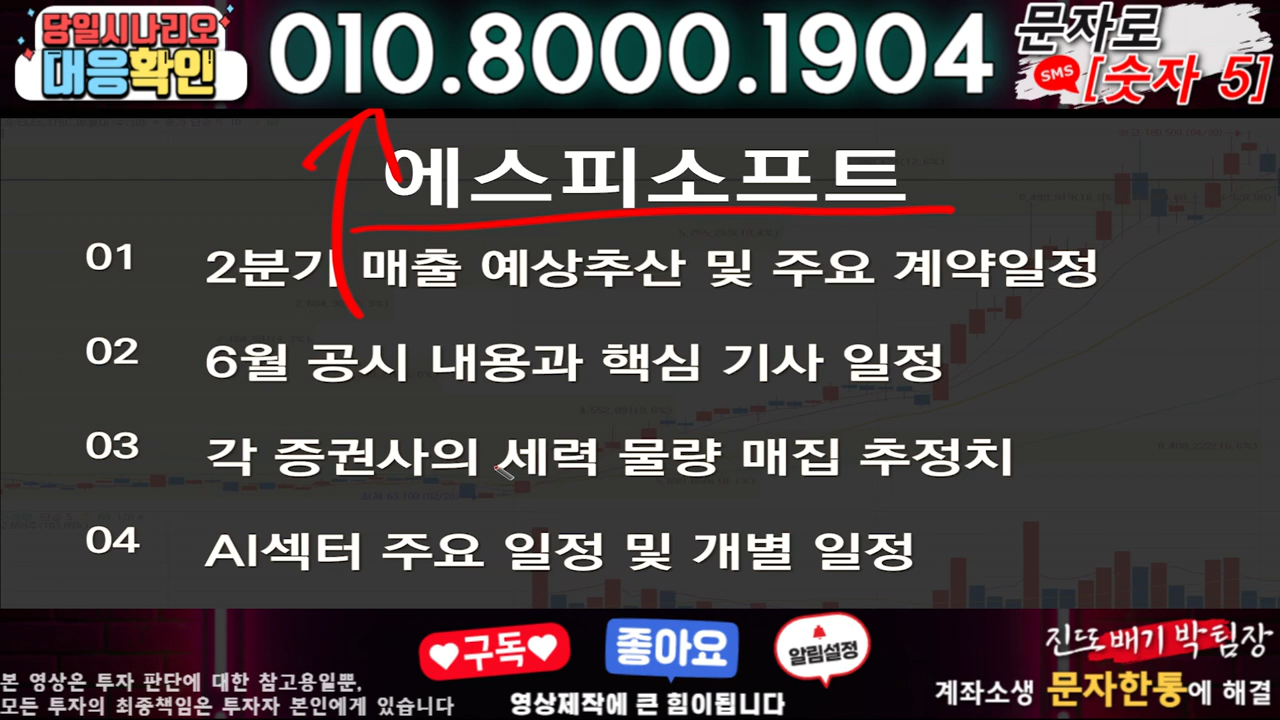 당일시나리오
대응확인
010.8000.1904
문자로
SMS
[숫자 5]
에스피소프트
01
2분기 매출 예상추산 및 주요 계약일정
02
6월 공시 내용과 핵심 기사 일정
03
각 증권사의 세력 물량 매집 추정치
04
AI섹터 주요 일정 및 개별 일정
구독
좋아요
알림설정
영상제작에 큰 힘이됩니다
본 영상은 투자 판단에 대한 참고용일뿐,
모든 투자의 최종책임은 투자자 본인에게 있습니다
진또배기 박팀장
계좌소생 문자한통에 해결